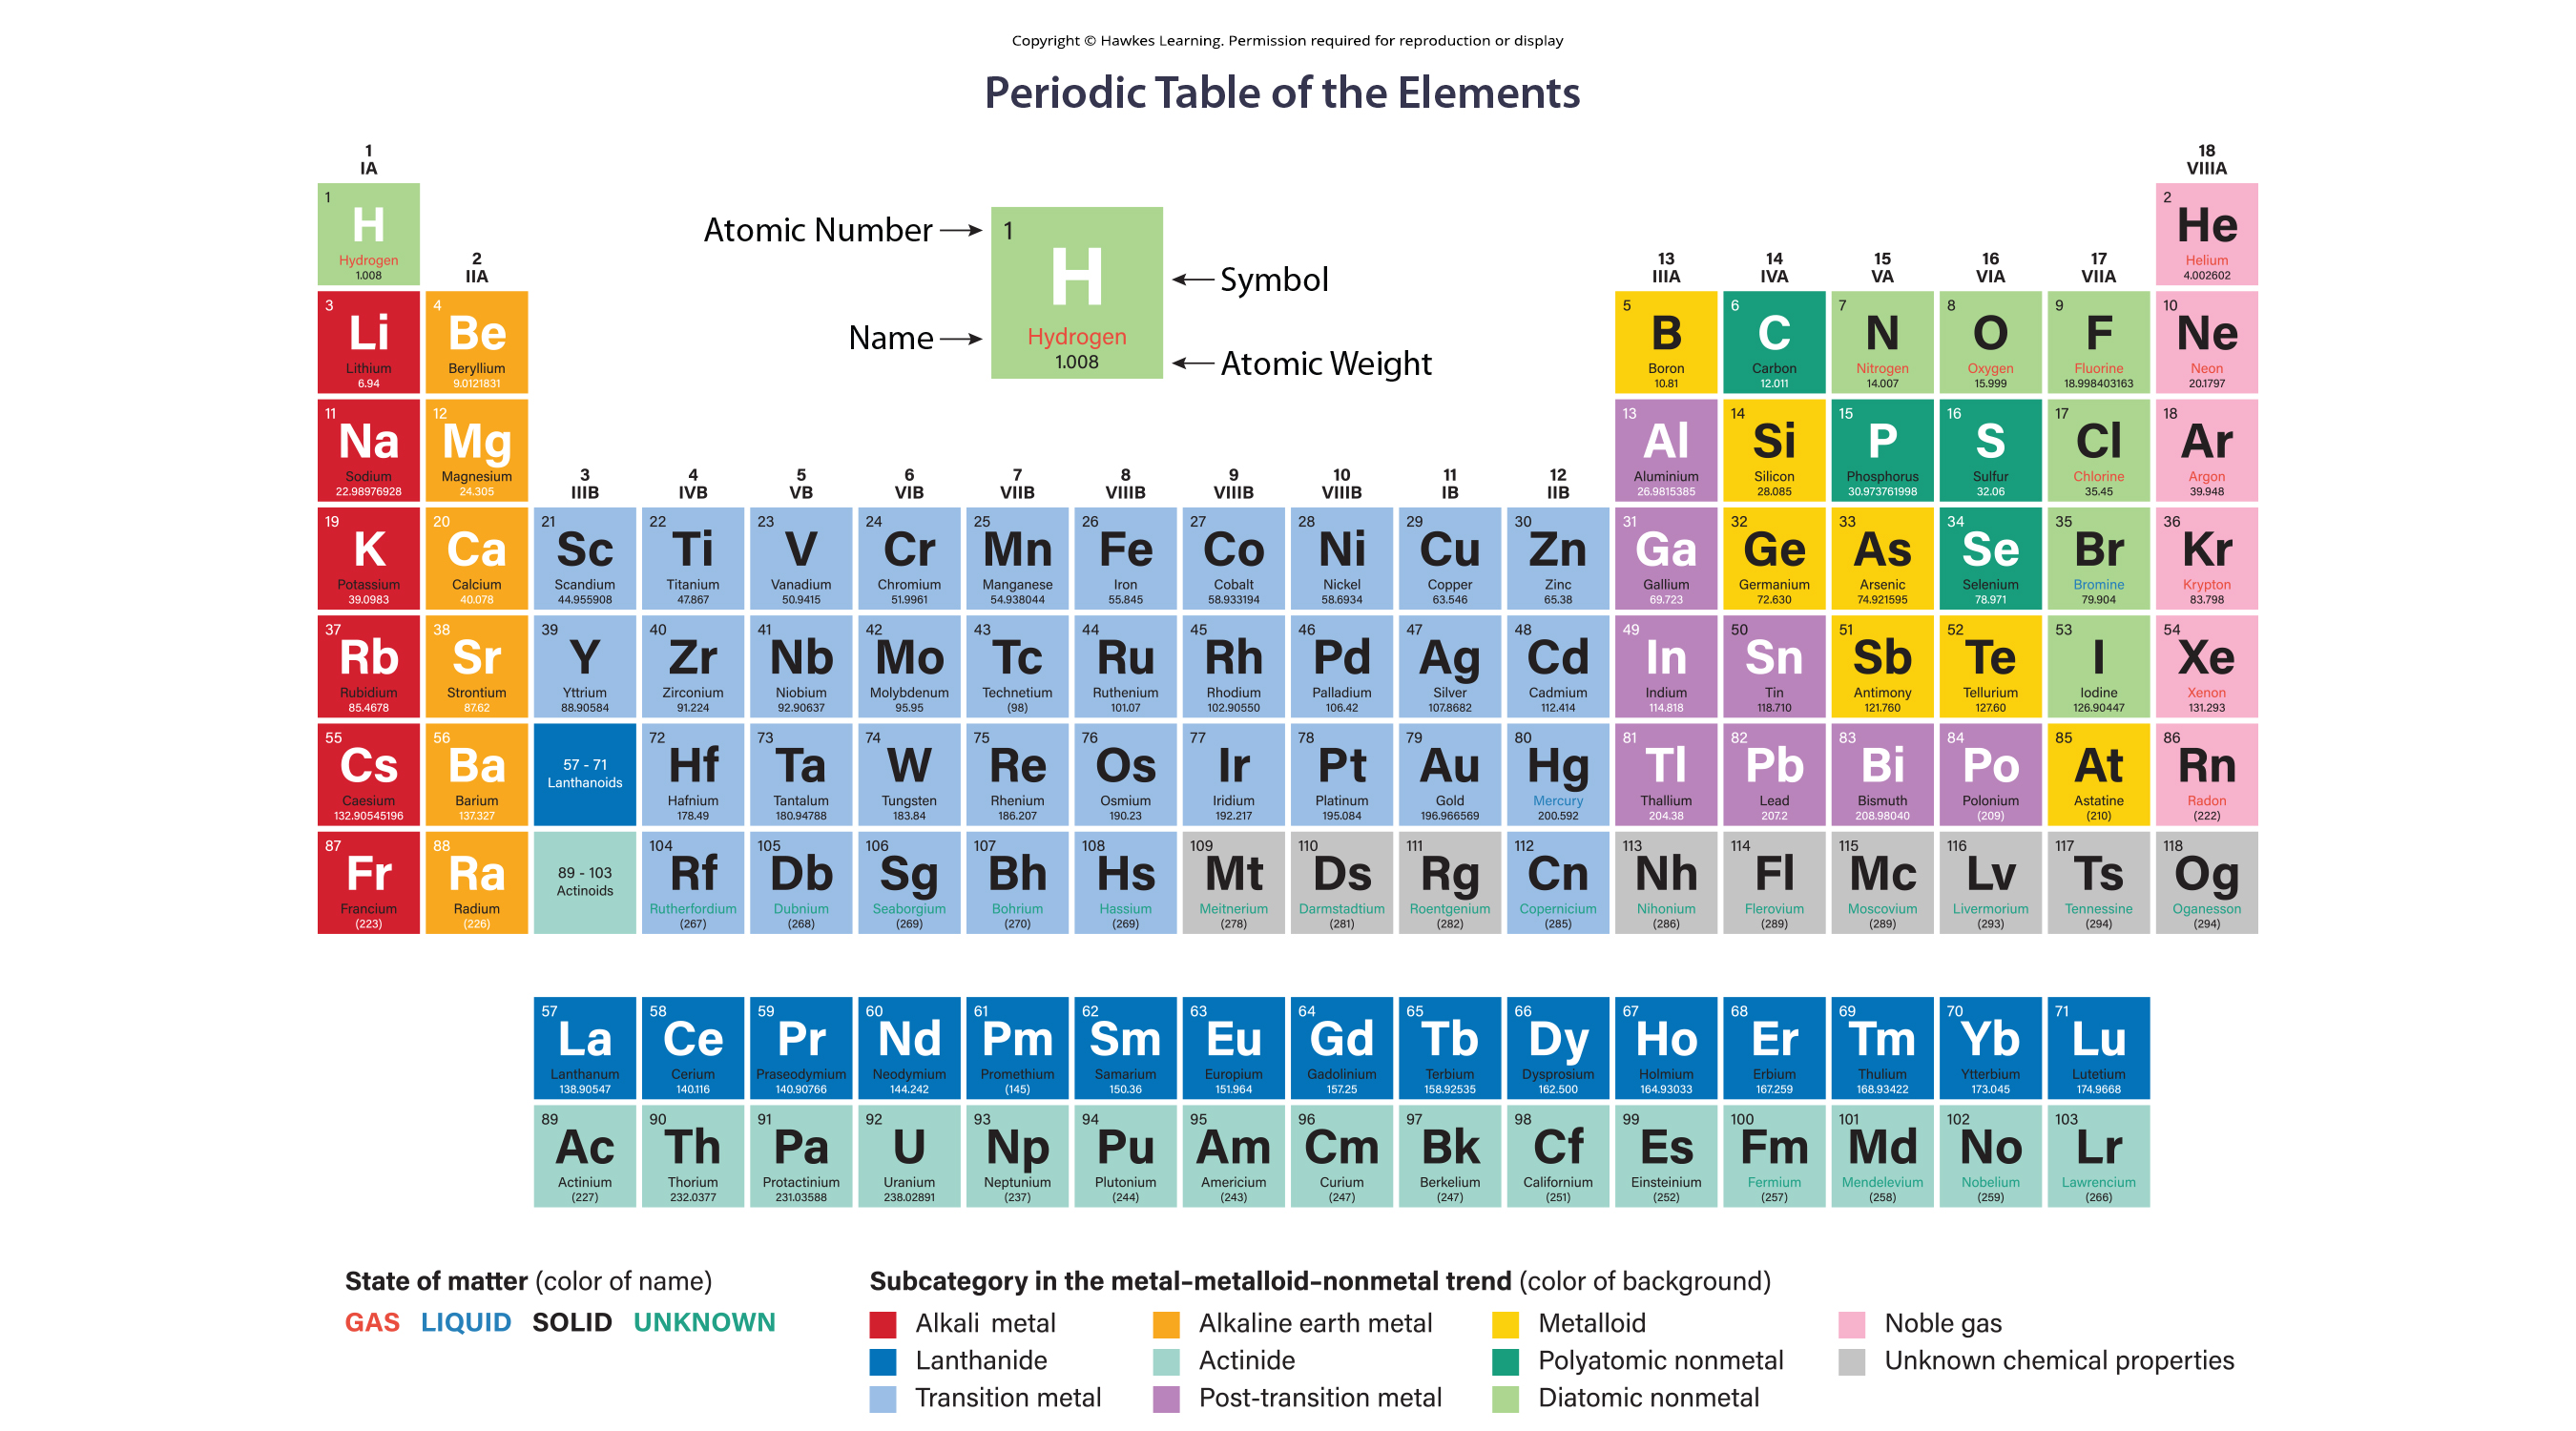 Copyright © Hawkes Learning. Permission required for reproduction or display
Periodic Table of the Elements
1
IA
18
VIIIA
1
H
Hydrogen
1.008
2
He
Helium
4.002602
Atomic Number
Name
1
H
Hydrogen
1.008
Symbol
Atomic Weight
2
IIA
13
IIIA
14
IVA
15
VA
16
VIA
17
VIIA
3
Li
Lithium
6.94
4
Be
Beryllium
9.0121831
5
B
Boron
10.81
6
C
Carbon
12.011
7
N
Nitrogen
14.007
8
O
Oxygen
15.999
9
F
Fluorine
18.998403163
10
Ne
Neon
20.1797
11
Na
Sodium
22.98976928
12
Mg
Magnesium
24.305
13
Al
Aluminium
26.9815385
14
Si
Silicon
28.085
15
P
Phosphorus
30.973761998
16
S
Sulfur
32.06
17
Cl
Chlorine
35.45
18
Ar
Argon
39.948
3
IIIB
4
IVB
5
VB
6
VIB
7
VIIB
8
VIIIB
9
VIIIB
10
VIIIB
11
IB
12
IIB
19
K
Potassium
39.0983
20
Ca
Calcium
40.078
21
Sc
Scandium
44.955908
22
Ti
Titanium
47.867
23
V
Vanadium
50.9415
24
Cr
Chromium
51.9961
25
Mn
Manganese
54.938044
26
Fe
Iron
55.845
27
Co
Cobalt
58.933194
28
Ni
Nickel
58.6934
29
Cu
Copper
63.546
30
Zn
Zinc
65.38
31
Ga
Gallium
69.723
32
Ge
Germanium
72.630
33
As
Arsenic
74.921595
34
Se
Selenium
78.971
35
Br
Bromine
79.904
36
Kr
Krypton
83.798
37
Rb
Rubidium
85.4678
38
Sr
Strontium
87.62
39
Y
Yttrium
88.90584
40
Zr
Zirconium
91.224
41
Nb
Niobium
92.90637
42
Mo
Molybdenum
95.95
43
Tc
Technetium
(98)
44
Ru
Ruthenium
101.07
45
Rh
Rhodium
102.90550
46
Pd
Palladium
106.42
47
Ag
Silver
107.8682
48
Cd
Cadmium
112.414
49
In
Indium
114.818
50
Sn
Tin
118.710
51
Sb
Antimony
121.760
52
Te
Tellurium
127.60
53
I
Iodine
126.90447
54
Xe
Xenon
131.293
55
Cs
Caesium
132.90545196
56
Ba
Barium
137.327
57 - 71
Lanthanoids
72
Hf
Hafnium
178.49
73
Ta
Tantalum
180.94788
74
W
Tungsten
183.84
75
Re
Rhenium
186.207
76
Os
Osmium
190.23
77
Ir
Iridium
192.217
78
Pt
Platinum
195.084
79
Au
Gold
196.966569
80
Hg
Mercury
200.592
81
Tl
Thallium
204.38
82
Pb
Lead
207.2
83
Bi
Bismuth
208.98040
84
Po
Polonium
(209)
85
At
Astatine
(210)
86
Rn
Radon
(222)
87
Fr
Francium
(223)
88
Ra
Radium
(226)
89 - 103
Actinoids
104
Rf
Rutherfordium
(267)
105
Db
Dubnium
(268)
106
Sg
Seaborgium
(269)
107
Bh
Bohrium
(270)
108
Hs
Hassium
(269)
109
Mt
Meitnerium
(278)
110
Ds
Darmstadtium
(281)
111
Rg
Roentgenium
(282)
112
Cn
Copernicium
(285)
113
Nh
Nihonium
(286)
114
Fl
Flerovium
(289)
115
Mc
Moscovium
(289)
116
Lv
Livermorium
(293)
117
Ts
Tennessine
(294)
118
Og
Oganesson
(294)
57
La
Lanthanum
138.90547
58
Ce
Cerium
140.116
59
Pr
Praseodymium
140.90766
60
Nd
Neodymium
144.242
61
Pm
Promethium
(145)
62
Sm
Samarium
150.36
63
Eu
Europium
151.964
64
Gd
Gadolinium
157.25
65
Tb
Terbium
158.92535
66
Dy
Dysprosium
162.500
67
Ho
Holmium
164.93033
68
Er
Erbium
167.259
69
Tm
Thulium
168.93422
70
Yb
Ytterbium
173.045
71
Lu
Lutetium
174.9668
89
Ac
Actinium
(227)
90
Th
Thorium
232.0377
91
Pa
Protactinium
231.03588
92
U
Uranium
238.02891
93
Np
Neptunium
(237)
94
Pu
Plutonium
(244)
95
Am
Americium
(243)
96
Cm
Curium
(247)
97
Bk
Berkelium
(247)
98
Cf
Californium
(251)
99
Es
Einsteinium
(252)
100
Fm
Fermium
(257)
101
Md
Mendelevium
(258)
102
No
Nobelium
(259)
103
Lr
Lawrencium
(266)
State of matter (color of name)
GAS LIQUID SOLID UNKNOWN
Subcategory in the metal–metalloid–nonmetal trend (color of background)
Alkali metal
Lanthanide
Transition metal
Alkaline earth metal
Actinide
Post-transition metal
Metalloid
Polyatomic nonmetal
Diatomic nonmetal
Noble gas
Unknown chemical properties